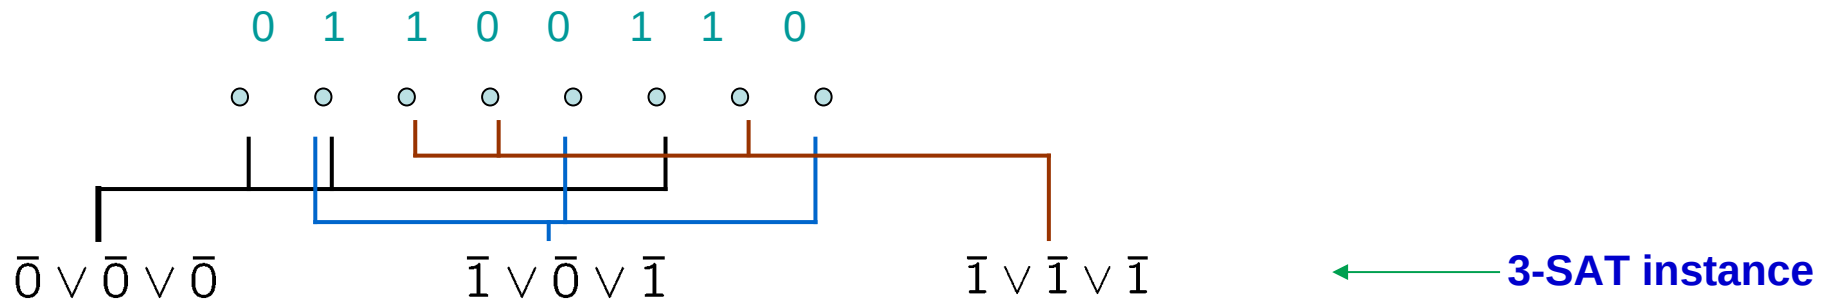 0 1 1 0 0 1 1 0
0̅ ∨ 0̅ ∨ 0̅ 1̅ ∨ 0̅ ∨ 1̅ 1̅ ∨ 1̅ ∨ 1̅ 3-SAT instance